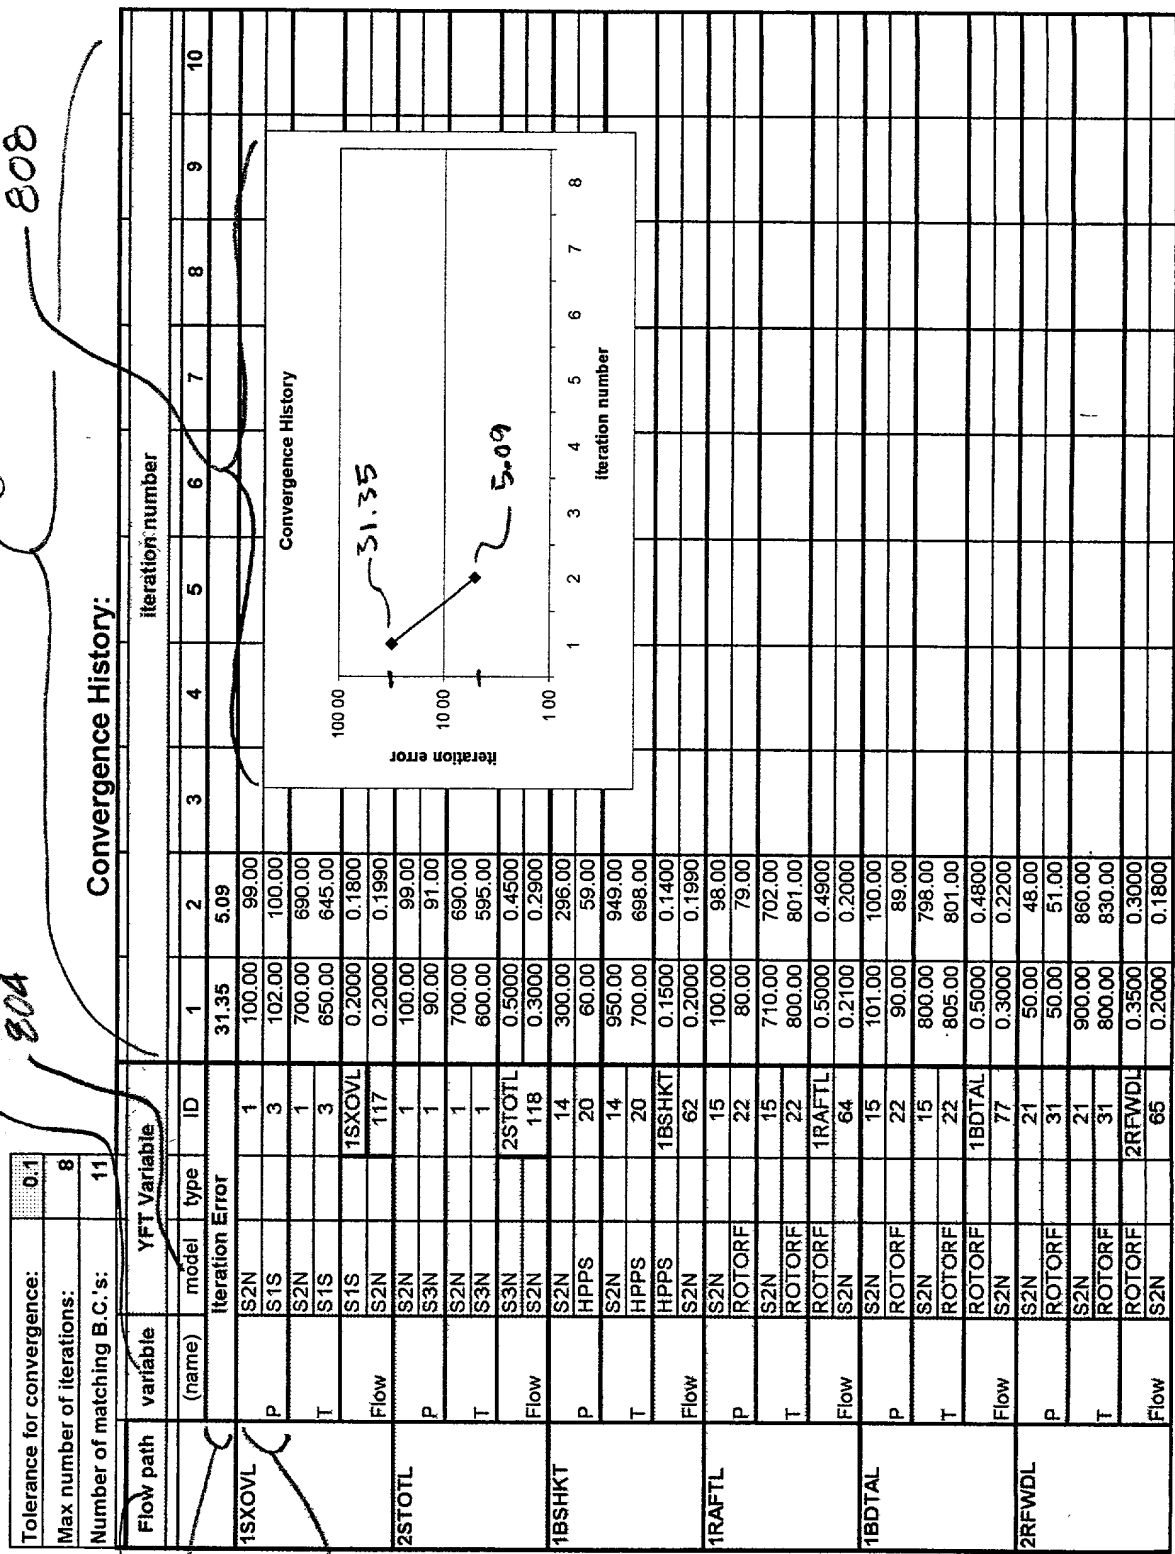 804
808
Tolerance for convergence: 0.1
Max number of iterations: 8
Number of matching B.C.'s: 11
Convergence History:
Flow path variable YFT Variable iteration number
(name) model type ID 1 2 3 4 5 6 7 8 9 10
Iteration Error 31.35 5.09
1SXOVL S2N 1 100.00 99.00
P S1S 3 102.00 100.00
S2N 1 700.00 690.00
T S1S 3 650.00 645.00
S1S 1SXOVL 0.2000 0.1800
Flow S2N 117 0.2000 0.1990
2STOTL S2N 1 100.00 99.00
P S3N 1 90.00 91.00
S2N 1 700.00 690.00
T S3N 1 600.00 595.00
S3N 2STOTL 0.5000 0.4500
Flow S2N 118 0.3000 0.2900
1BSHKT S2N 14 300.00 296.00
P HPPS 20 60.00 59.00
S2N 14 950.00 949.00
T HPPS 20 700.00 698.00
HPPS 1BSHKT 0.1500 0.1400
Flow S2N 62 0.2000 0.1990
1RAFTL S2N 15 100.00 98.00
P ROTORF 22 80.00 79.00
S2N 15 710.00 702.00
T ROTORF 22 800.00 801.00
ROTORF 1RAFTL 0.5000 0.4900
Flow S2N 64 0.2100 0.2000
1BDTAL S2N 15 101.00 100.00
P ROTORF 22 90.00 89.00
S2N 15 800.00 798.00
T ROTORF 22 805.00 801.00
ROTORF 1BDTAL 0.5000 0.4800
Flow S2N 77 0.3000 0.2200
2RFWDL S2N 21 50.00 48.00
P ROTORF 31 50.00 51.00
S2N 21 900.00 860.00
T ROTORF 31 800.00 830.00
ROTORF 2RFWDL 0.3500 0.3000
Flow S2N 65 0.2000 0.1800
Convergence History
iteration error
100 00
10 00
1 00
31.35
5.09
1 2 3 4 5 6 7 8
iteration number